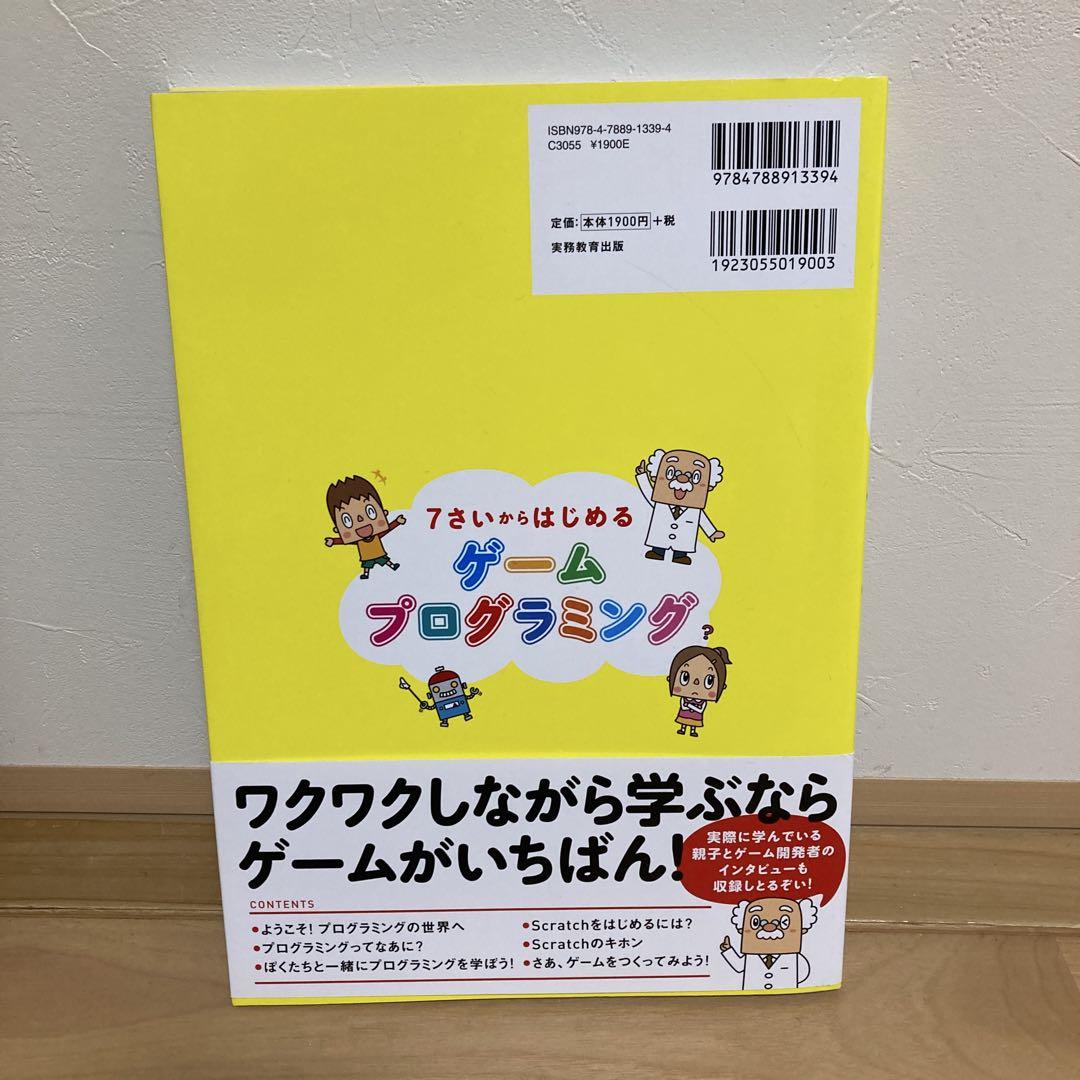 ISBN978-4-7889-1339-4
C3055 ¥1900E
9784788913394
定価：本体1900円＋税
実務教育出版
1923055019003
7さいからはじめる
ゲーム
プログラミング
?
ワクワクしながら学ぶなら
ゲームがいちばん!
実際に学んでいる
親子とゲーム開発者の
インタビューも
収録しとるぞい!
CONTENTS
•ようこそ! プログラミングの世界へ
•プログラミングってなあに?
•ぼくたちと一緒にプログラミングを学ぼう!
•Scratchをはじめるには?
•Scratchのキホン
•さあ、ゲームをつくってみよう!